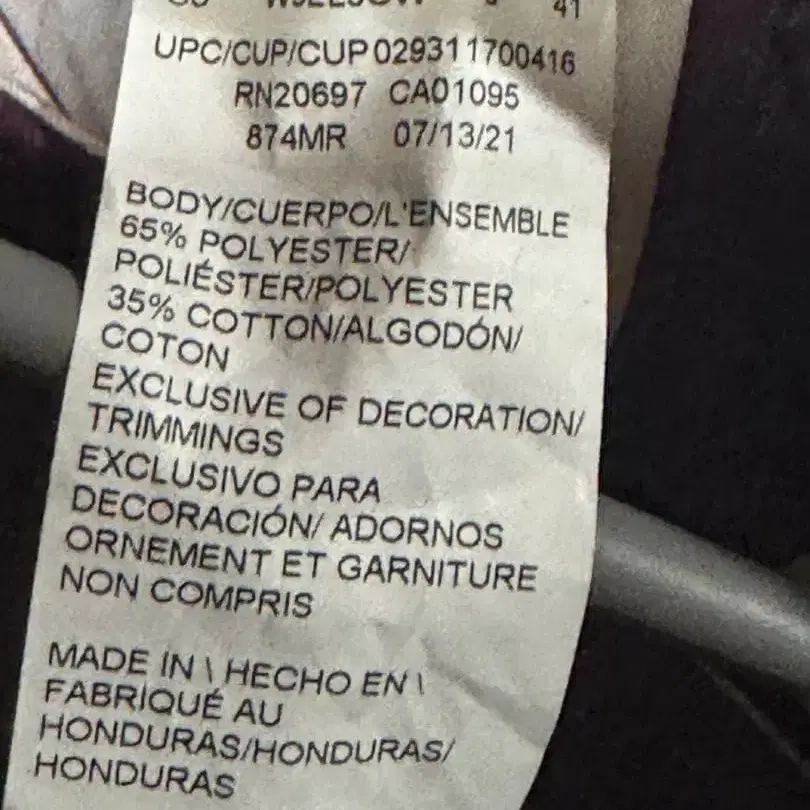 41
UPC/CUP/CUP 029311700416
RN20697 CA01095
874MR 07/13/21
BODY/CUERPO/L'ENSEMBLE
65% POLYESTER/
POLIÉSTER/POLYESTER
35% COTTON/ALGODÓN/
COTON
EXCLUSIVE OF DECORATION/
TRIMMINGS
EXCLUSIVO PARA
DECORACIÓN/ ADORNOS
ORNEMENT ET GARNITURE
NON COMPRIS
MADE IN \ HECHO EN \
FABRIQUÉ AU
HONDURAS/HONDURAS/
HONDURAS